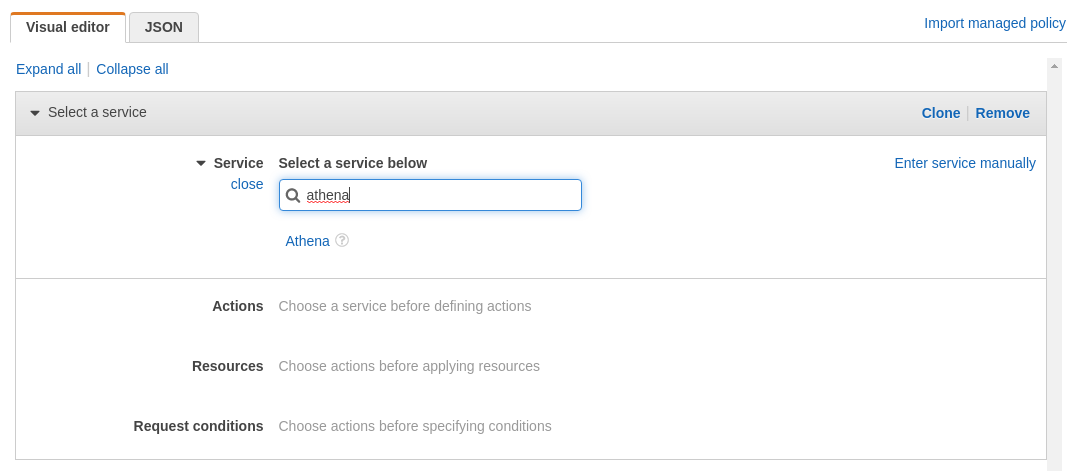 Visual editor JSON Import managed policy
Expand all | Collapse all
Select a service Clone | Remove
Service Select a service below Enter service manually
close
athena
Athena ?
Actions Choose a service before defining actions
Resources Choose actions before applying resources
Request conditions Choose actions before specifying conditions